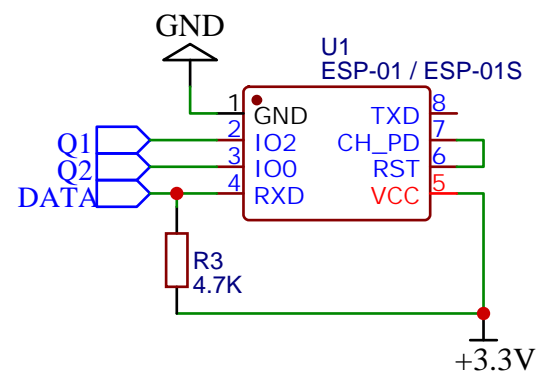 GND
U1
ESP-01 / ESP-01S
1 GND TXD 8
Q1 2 IO2 CH_PD 7
Q2 3 IO0 RST 6
DATA 4 RXD VCC 5
R3
4.7K
+3.3V